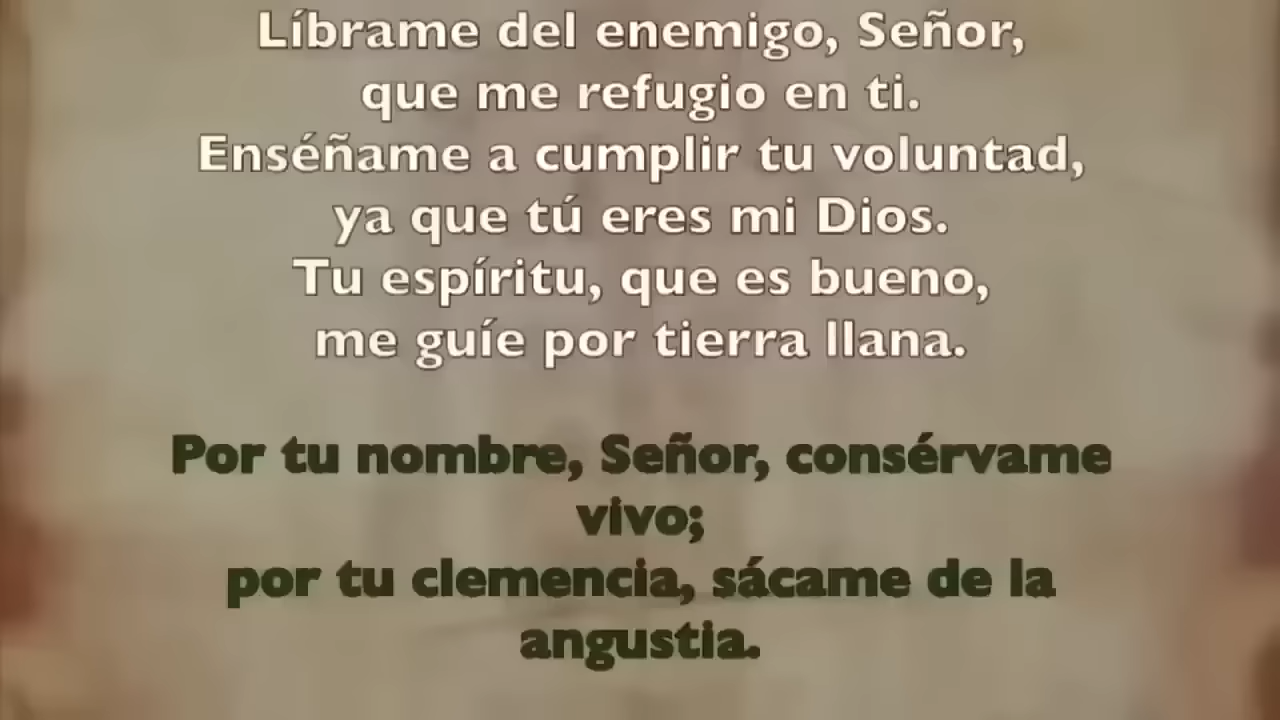 Líbrame del enemigo, Señor,
que me refugio en ti.
Enséñame a cumplir tu voluntad,
ya que tú eres mi Dios.
Tu espíritu, que es bueno,
me guíe por tierra llana.
Por tu nombre, Señor, consérvame
vivo;
por tu clemencia, sácame de la
angustia.